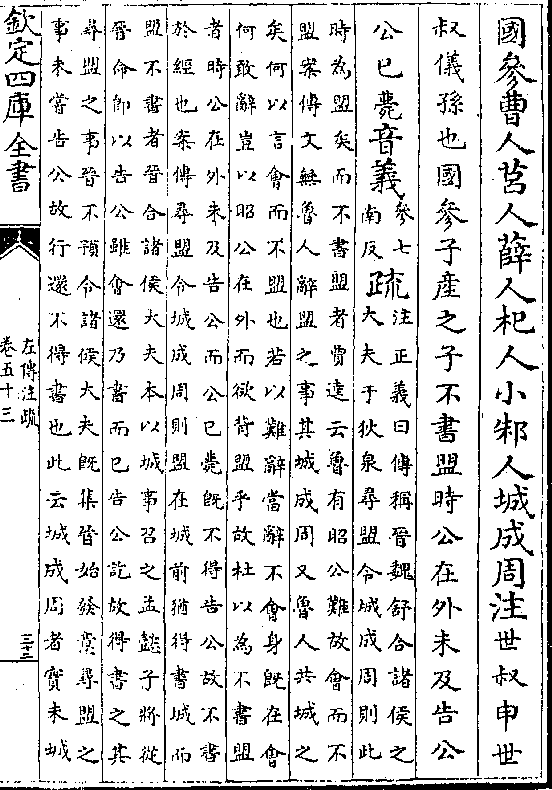 國參曹人莒人薛人杞人小邾人城成周注世叔申世
叔儀孫也國參子產之子不書盟時公在外未及告公
公已薨音義參七南反疏注正義曰傳稱晉魏舒合諸侯之
大夫于狄泉尋盟令城成周則此
時為盟矣而不書盟者賈逵云魯有昭公難故會而不
盟案傳文無魯人辭盟之事其城成周又魯人共城之
矣何以言會而不盟也若以難辭當辭不會身既在會
何敢辭豈以昭公在外而欲背盟乎故杜以為不書盟
者時公在外未及告公而公已薨既不得告公故不書
於經也案傳尋盟令城成周則盟在城前猶得書城而
盟不書者晉合諸侯大夫本以城事召之孟懿子將從
晉命即以告公雖會還乃書而已告公訖故得書之其
尋盟之事晉不預令諸侯大夫既集晉始發意尋盟之
事未嘗告公故行還不得書也此云城成周者實未城
欽定四庫全書
左傳注疏
卷五十三
三十二